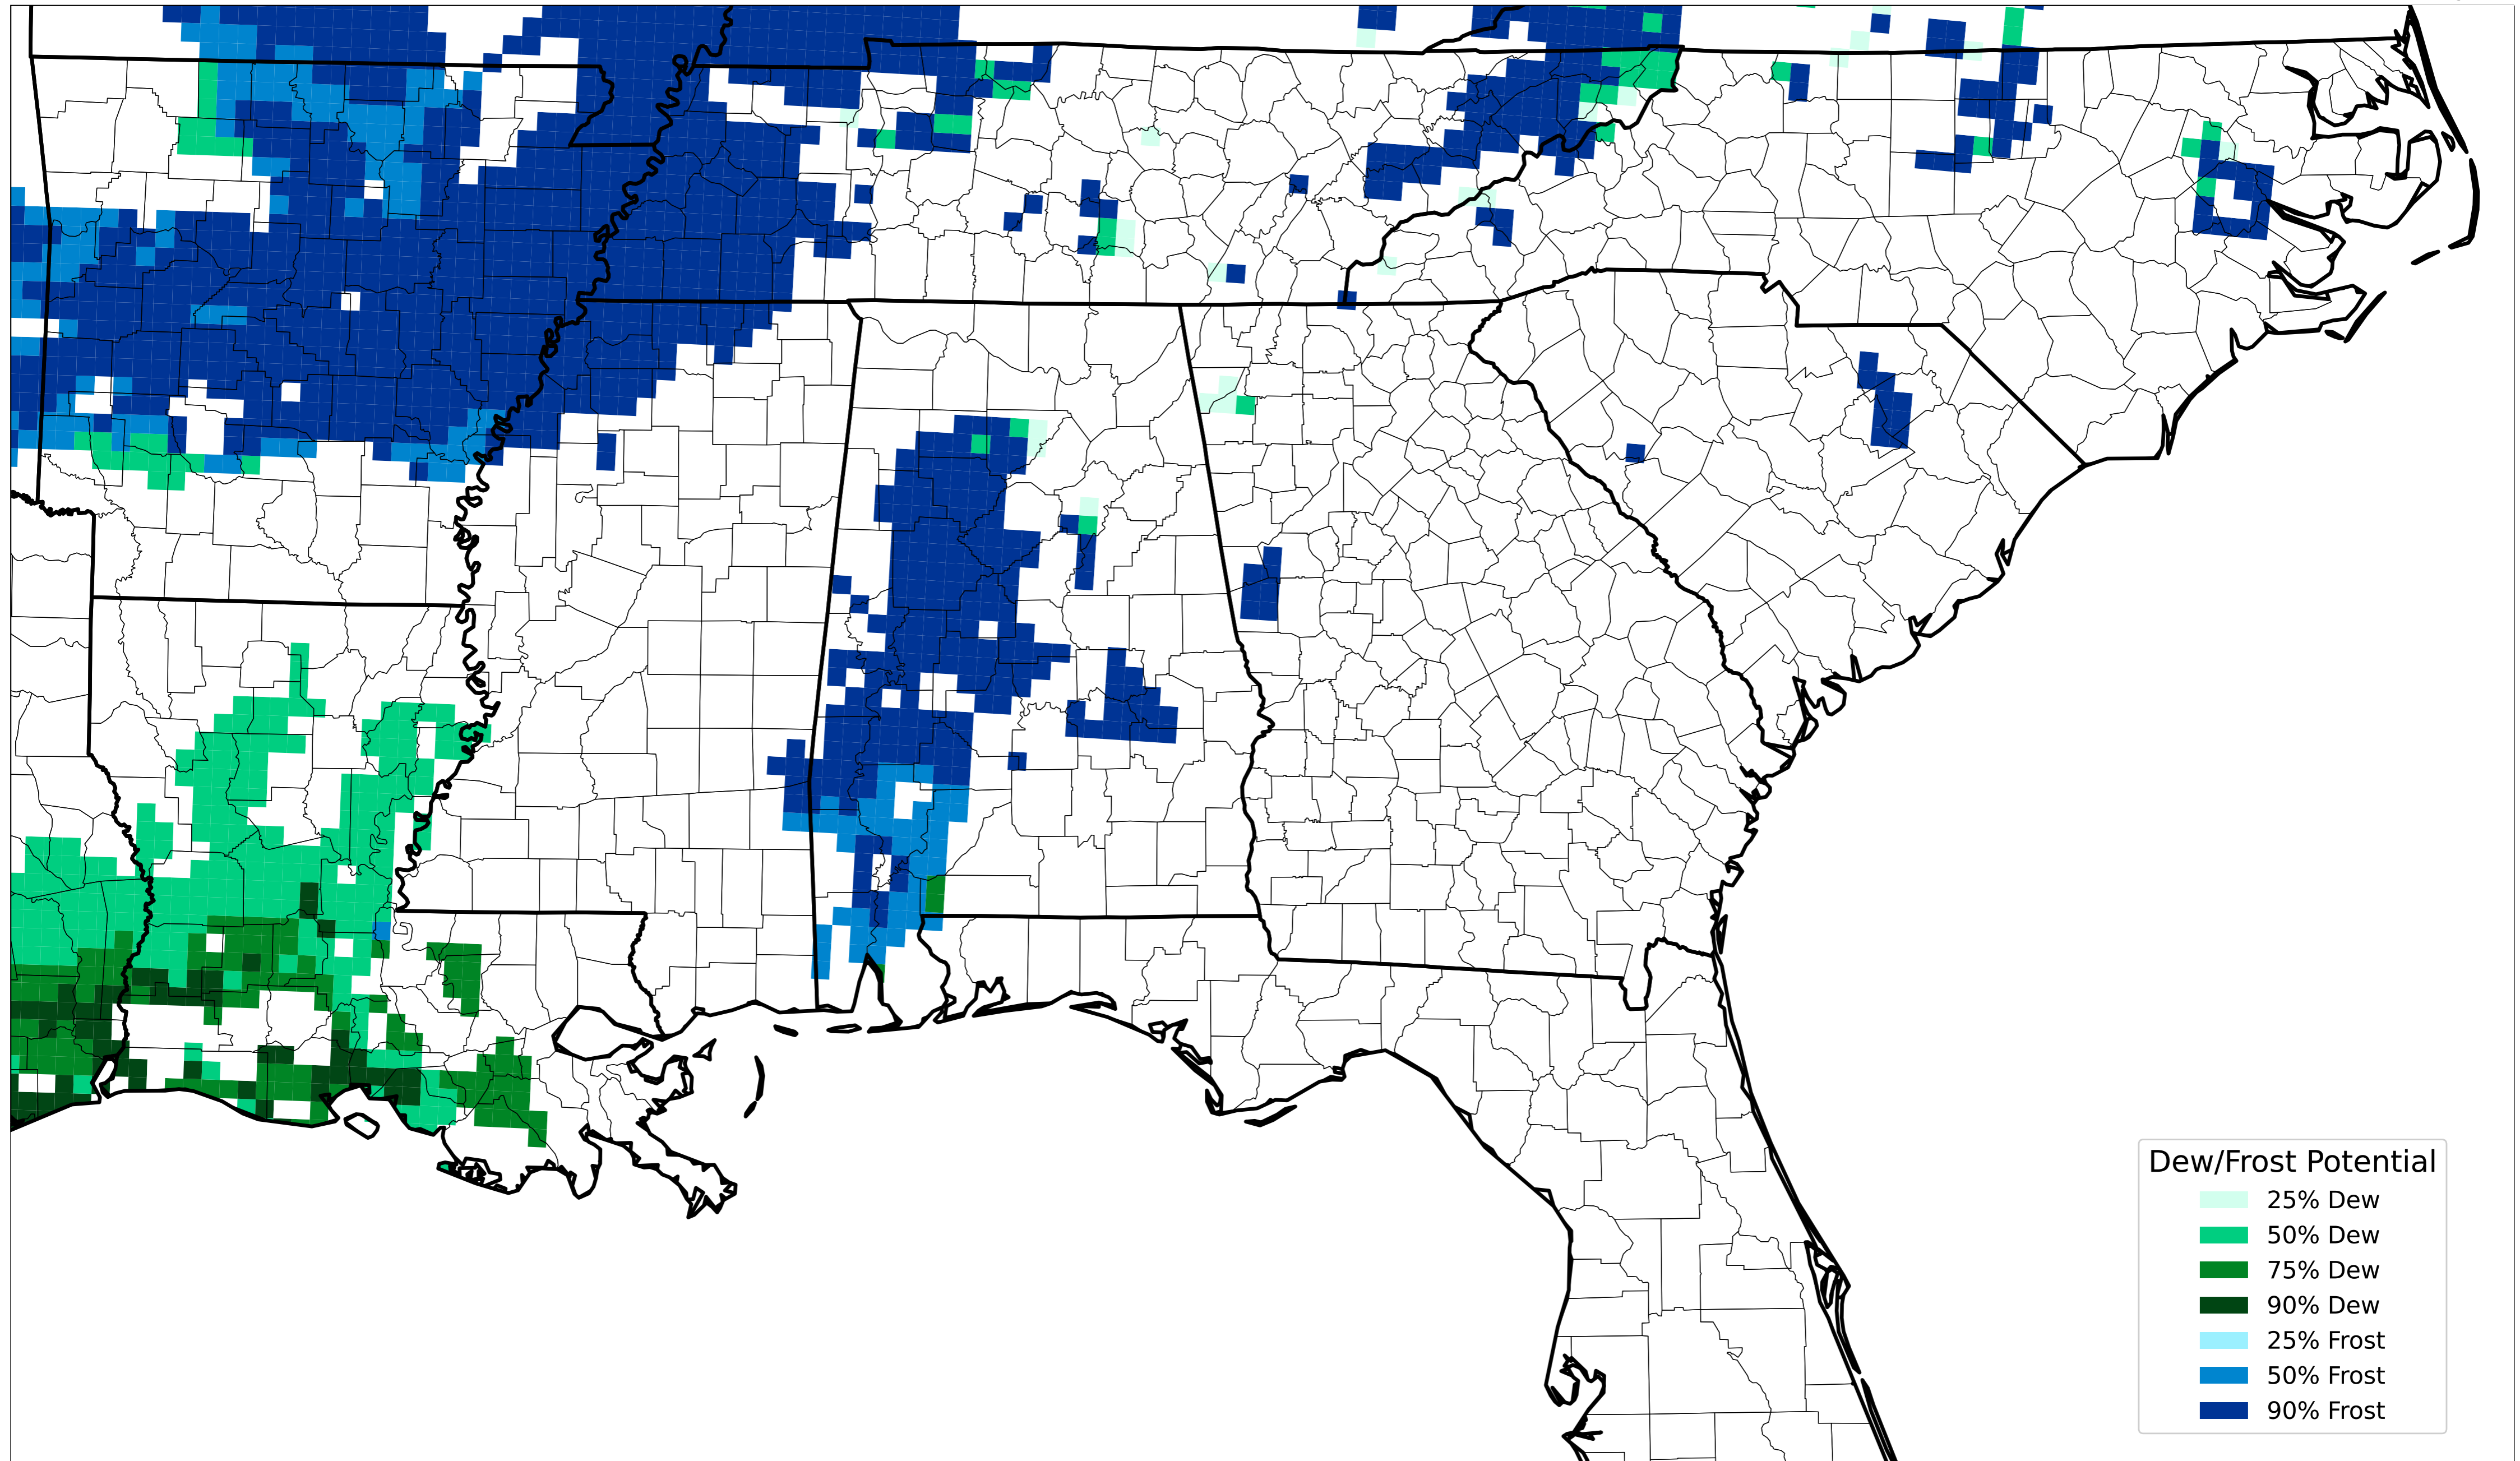 Dew/Frost Potential
25% Dew
50% Dew
75% Dew
90% Dew
25% Frost
50% Frost
90% Frost